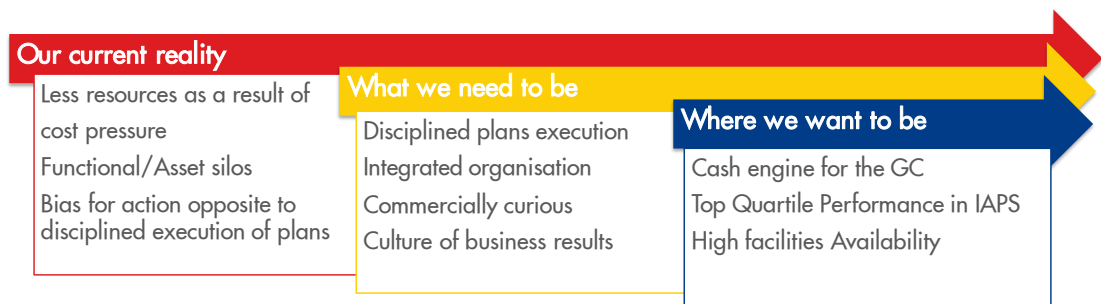 Our current reality
Less resources as a result of
cost pressure
Functional/Asset silos
Bias for action opposite to
disciplined execution of plans
What we need to be
Disciplined plans execution
Integrated organisation
Commercially curious
Culture of business results
Where we want to be
Cash engine for the GC
Top Quartile Performance in IAPS
High facilities Availability